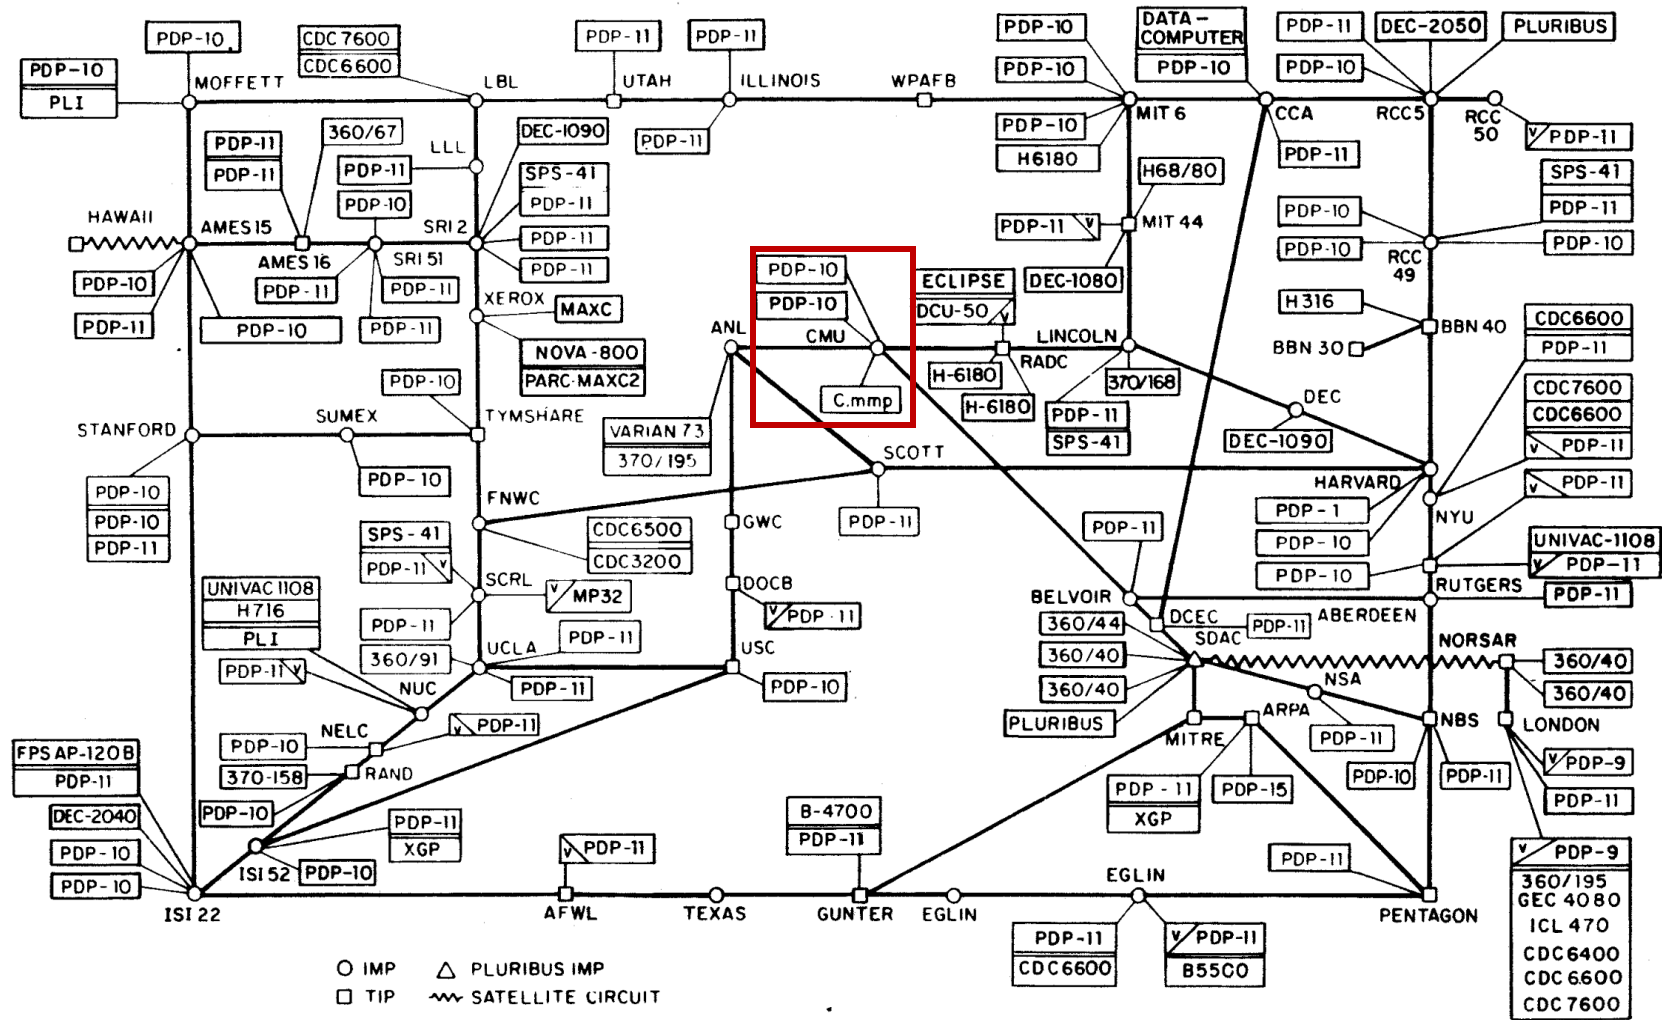 PDP-10
MOFFETT
PDP-10
PLI
CDC 7600
CDC 6600
LBL
PDP-11
UTAH
PDP-11
ILLINOIS
PDP-11
WPAFB
PDP-10
PDP-10
PDP-10
H6180
MIT 6
DATA-
COMPUTER
PDP-10
CCA
PDP-11
PDP-11
PDP-10
DEC-2050
PLURIBUS
RCC5
RCC
50
V PDP-11
PDP-11
PDP-11
360/67
LLL
PDP-11
PDP-10
DEC-1090
SPS-41
PDP-11
PDP-11
PDP-11
HAWAII
AMES 15
AMES 16
SRI 51
SRI 2
PDP-10
PDP-11
PDP-10
PDP-11
PDP-11
PDP-11
H68/80
PDP-11 V
MIT 44
DEC-1080
PDP-10
PDP-10
SPS-41
PDP-11
PDP-10
RCC
49
XEROX
MAXC
NOVA-800
PARC-MAXC2
PDP-10
PDP-10
CMU
C.mmp
ANL
ECLIPSE
DCU-50 V
RADC
H-6180
H-6180
LINCOLN
370/168
PDP-11
SPS-41
H316
BBN 40
BBN 30
CDC6600
PDP-11
CDC7600
CDC6600
V PDP-11
V PDP-11
STANFORD
PDP-10
PDP-10
PDP-11
SUMEX
PDP-10
PDP-10
TYMSHARE
VARIAN 73
370/195
SCOTT
PDP-11
DEC
DEC-1090
HARVARD
PDP-1
PDP-10
PDP-10
NYU
FNWC
CDC6500
CDC3200
GWC
SPS-41
PDP-11 V
SCRL
V MP32
PDP-11
DOCB
V PDP-11
PDP-11
BELVOIR
UNIVAC-1108
V PDP-11
RUTGERS
ABERDEEN
PDP-11
UNIVAC 1108
H716
PLI
PDP-11 V
NUC
360/91
UCLA
PDP-11
PDP-11
USC
PDP-10
360/44
360/40
360/40
PLURIBUS
DCEC
SDAC
PDP-11
NORSAR
360/40
360/40
NSA
PDP-11
NELC
PDP-10
V PDP-11
370-158
RAND
PDP-10
MITRE
ARPA
PDP-11
XGP
PDP-15
NBS
PDP-10
PDP-11
LONDON
V PDP-9
PDP-11
V PDP-9
360/195
GEC 4080
ICL 470
CDC 6400
CDC 6600
CDC 7600
FPS AP-120B
PDP-11
DEC-2040
PDP-10
PDP-10
ISI 22
ISI 52
PDP-11
XGP
PDP-10
V PDP-11
AFWL
TEXAS
B-4700
PDP-11
GUNTER
EGLIN
EGLIN
PDP-11
CDC6600
V PDP-11
B5500
PDP-11
PENTAGON
IMP
PLURIBUS IMP
TIP
SATELLITE CIRCUIT